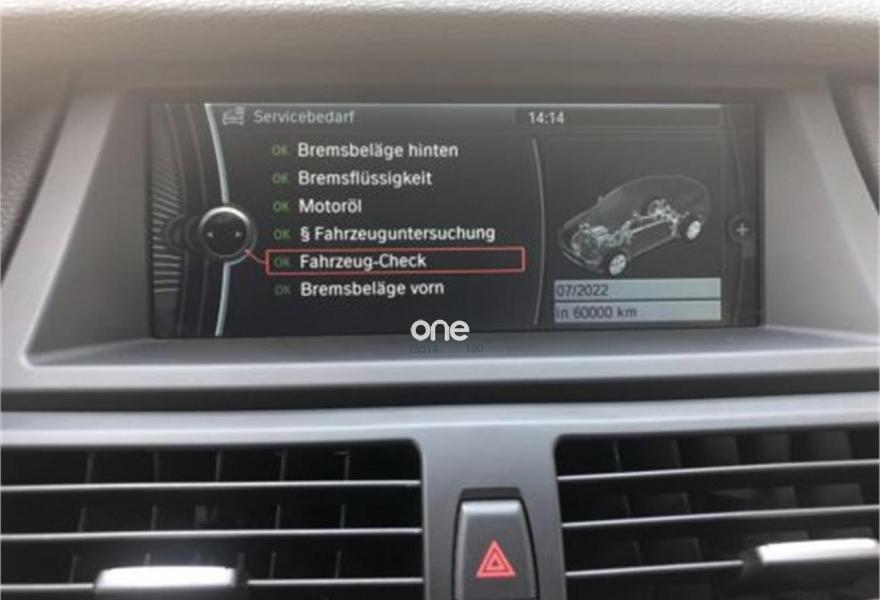 Servicebedarf 14:14
OK Bremsbeläge hinten
OK Bremsflüssigkeit
OK Motoröl
OK § Fahrzeuguntersuchung
OK Fahrzeug-Check
OK Bremsbeläge vorn
07/2022
in 60000 km
one